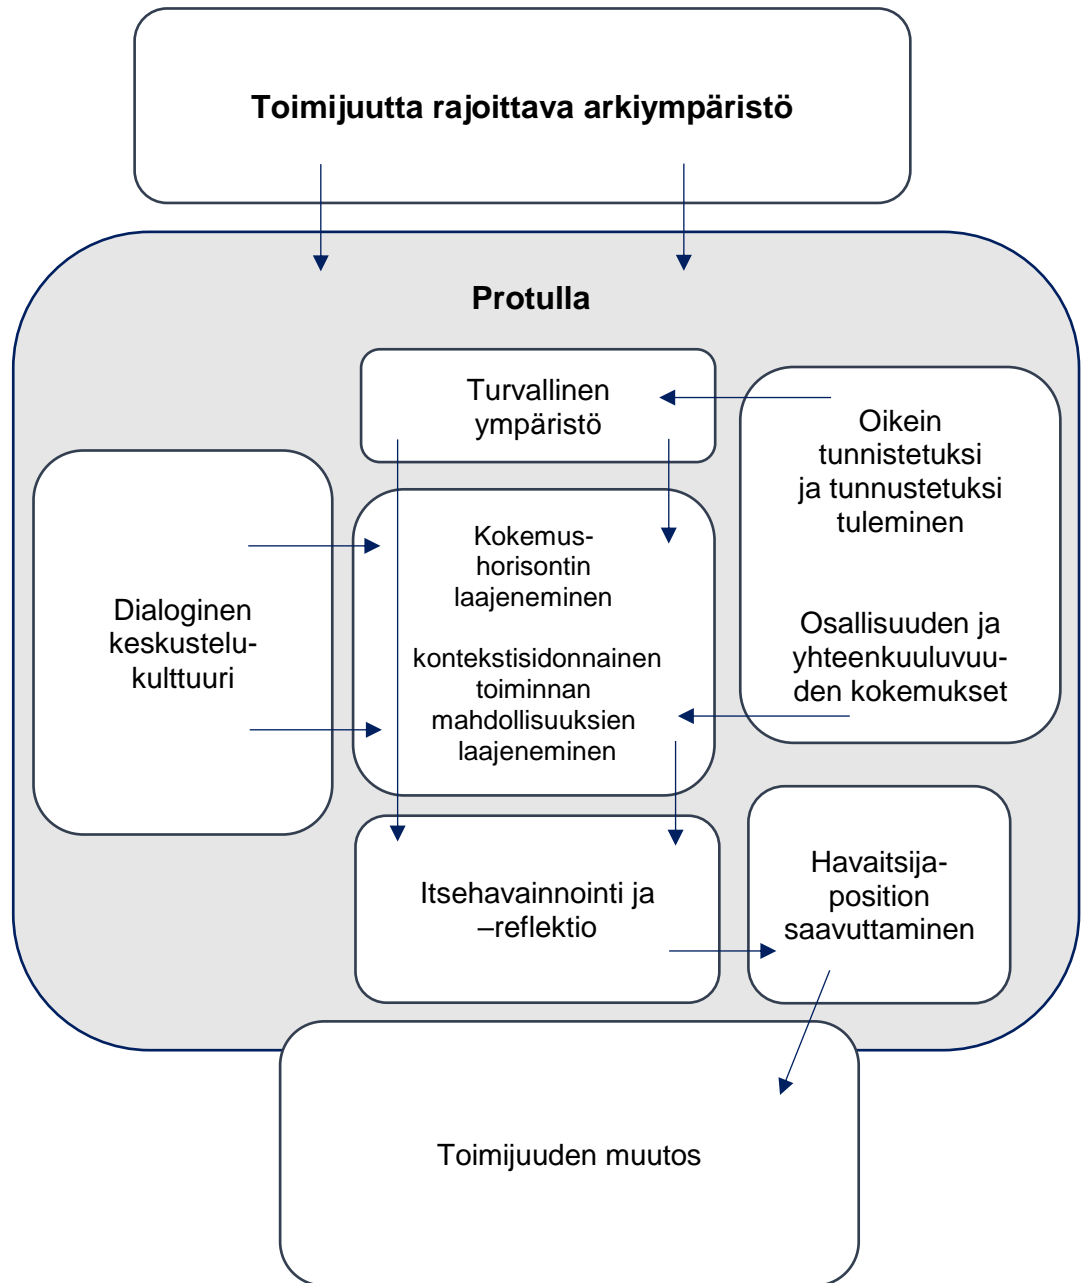 Toimijuutta rajoittava arkiympäristö
Protulla
Turvallinen
ympäristö
Oikein
tunnistetuksi
ja tunnustetuksi
tuleminen
Osallisuuden ja
yhteenkuuluvuu-
den kokemukset
Dialoginen
keskustelu-
kulttuuri
Kokemus-
horisontin
laajeneminen
kontekstisidonnainen
toiminnan
mahdollisuuksien
laajeneminen
Itsehavainnointi ja
–reflektio
Havaitsija-
position
saavuttaminen
Toimijuuden muutos